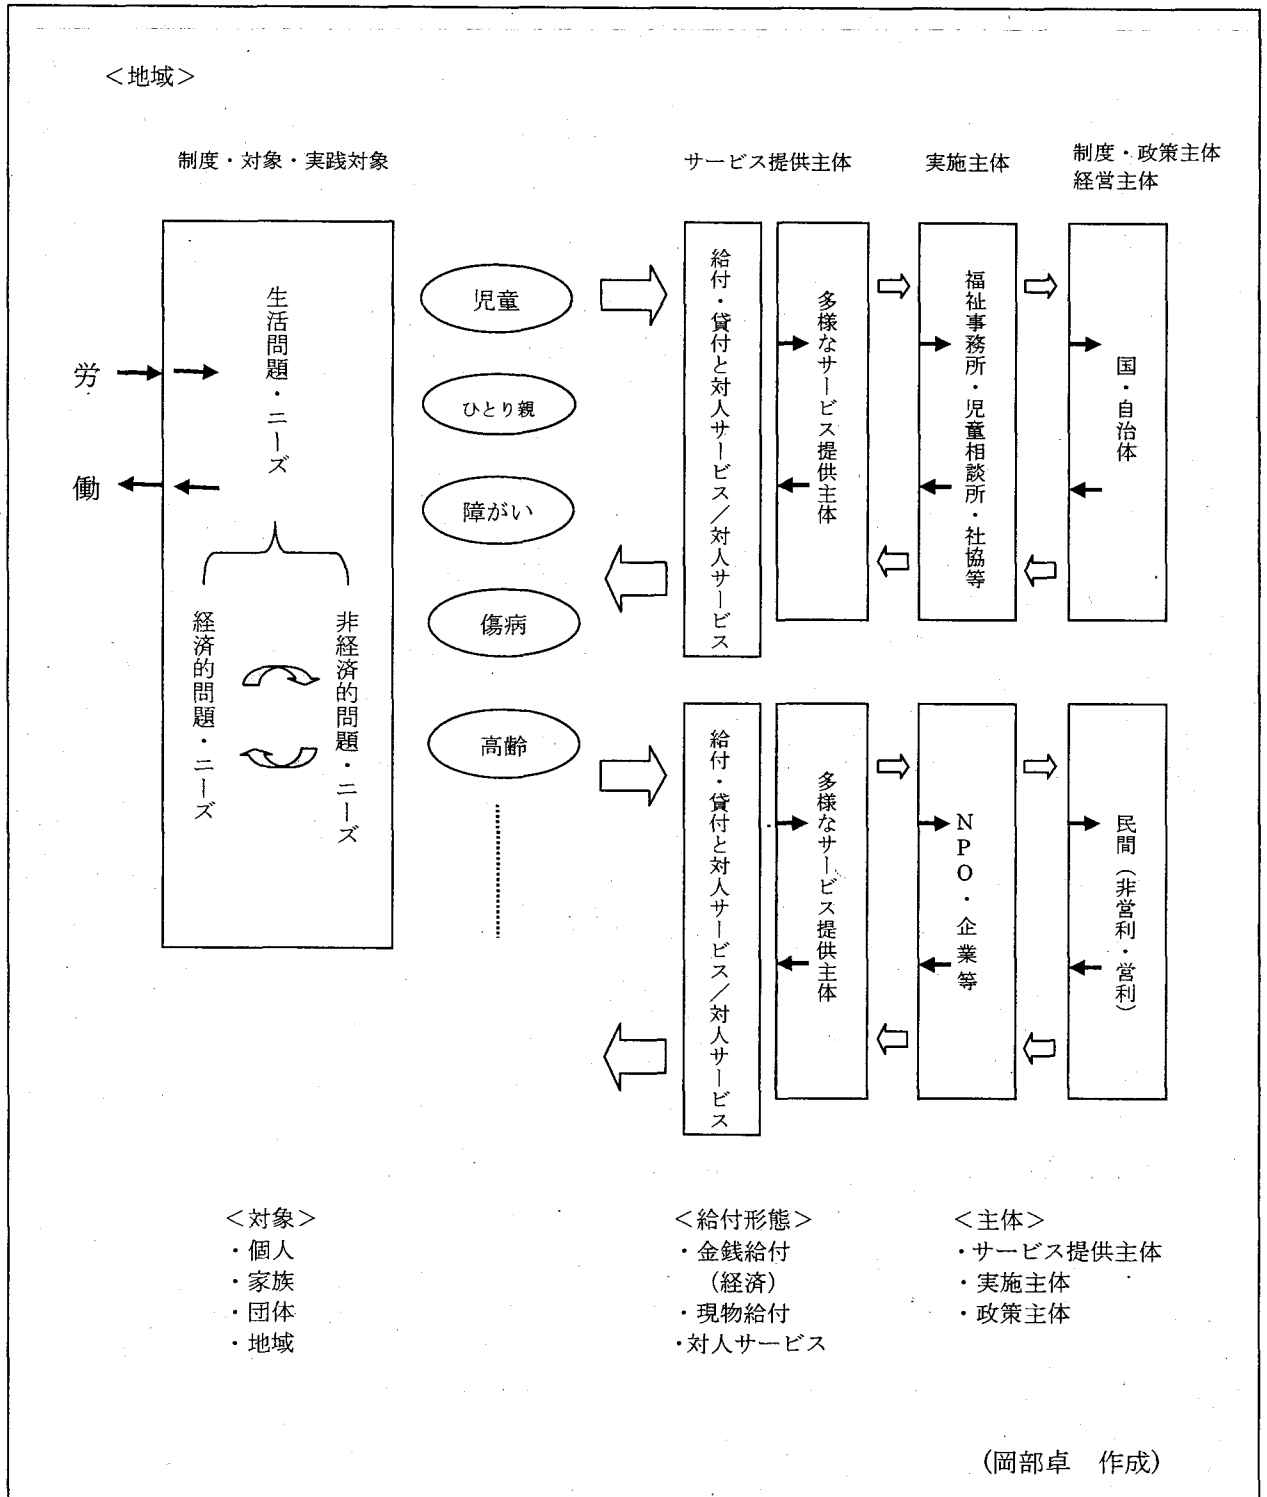 ＜地域＞
制度・対象・実践対象
サービス提供主体
実施主体
制度・政策主体
経営主体
労
働
生活問題・ニーズ
経済的問題・ニーズ
非経済的問題・ニーズ
児童
ひとり親
障がい
傷病
高齢
給付・貸付と対人サービス／対人サービス
多様なサービス提供主体
福祉事務所・児童相談所・社協等
国・自治体
給付・貸付と対人サービス／対人サービス
多様なサービス提供主体
NPO・企業等
民間（非営利・営利）
＜対象＞
・個人
・家族
・団体
・地域
＜給付形態＞
・金銭給付
（経済）
・現物給付
・対人サービス
＜主体＞
・サービス提供主体
・実施主体
・政策主体
（岡部卓　作成）